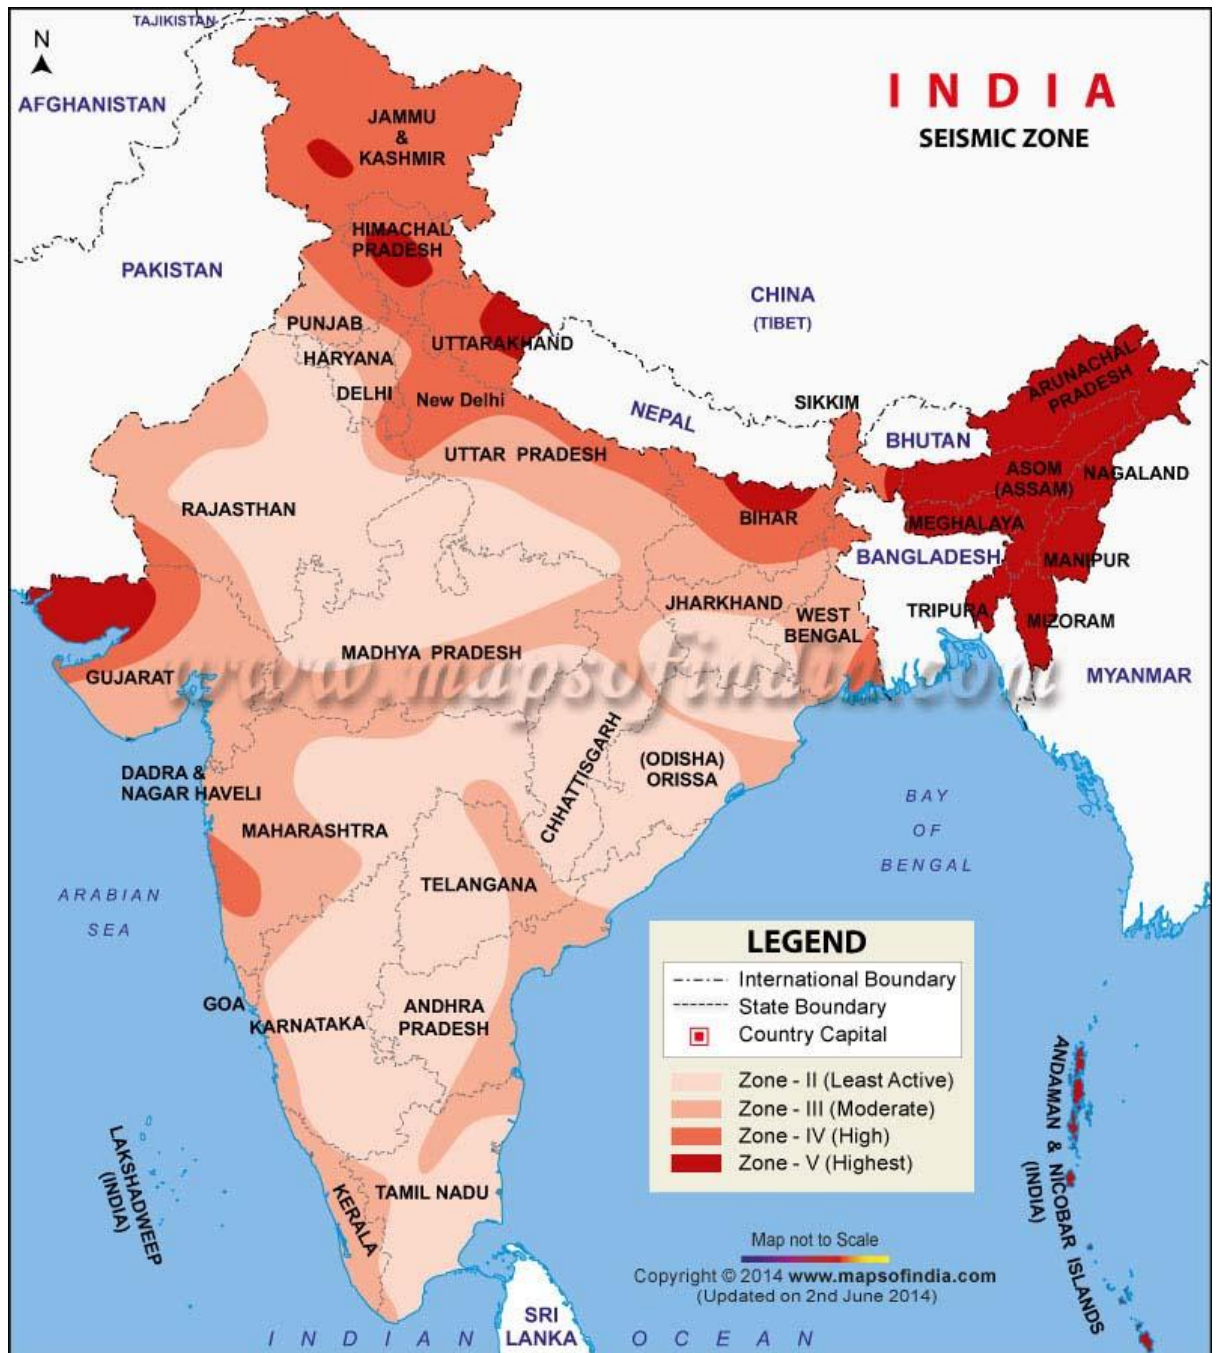 TAJIKISTAN
N
AFGHANISTAN
I N D I A
SEISMIC ZONE
JAMMU
&
KASHMIR
HIMACHAL
PRADESH
PAKISTAN
CHINA
(TIBET)
PUNJAB
UTTARAKHAND
HARYANA
DELHI
New Delhi
NEPAL
SIKKIM
BHUTAN
ARUNACHAL
PRADESH
UTTAR PRADESH
ASOM
(ASSAM)
NAGALAND
RAJASTHAN
BIHAR
MEGHALAYA
BANGLADESH
MANIPUR
JHARKHAND
WEST
BENGAL
TRIPURA
MIZORAM
MADHYA PRADESH
www.mapsofindia.com
GUJARAT
MYANMAR
CHHATTISGARH
(ODISHA)
ORISSA
DADRA &
NAGAR HAVELI
MAHARASHTRA
BAY
OF
BENGAL
TELANGANA
ARABIAN
SEA
GOA
KARNATAKA
ANDHRA
PRADESH
LEGEND
International Boundary
State Boundary
Country Capital
Zone - II (Least Active)
Zone - III (Moderate)
Zone - IV (High)
Zone - V (Highest)
ANDAMAN & NICOBAR ISLANDS
(INDIA)
LAKSHADWEEP
(INDIA)
KERALA
TAMIL NADU
Map not to Scale
Copyright © 2014 www.mapsofindia.com
(Updated on 2nd June 2014)
SRI
LANKA
I N D I A N O C E A N